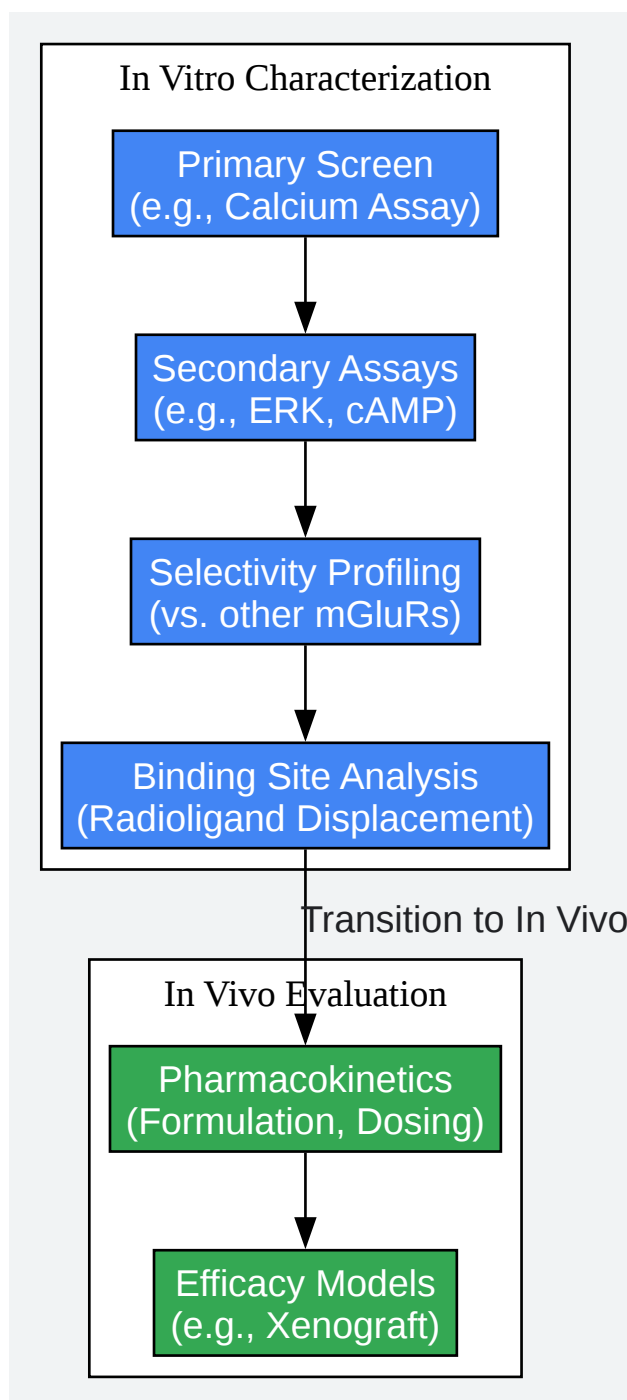 In Vitro Characterization
Primary Screen
(e.g., Calcium Assay)
Secondary Assays
(e.g., ERK, cAMP)
Selectivity Profiling
(vs. other mGluRs)
Binding Site Analysis
(Radioligand Displacement)
Transition to In Vivo
In Vivo Evaluation
Pharmacokinetics
(Formulation, Dosing)
Efficacy Models
(e.g., Xenograft)